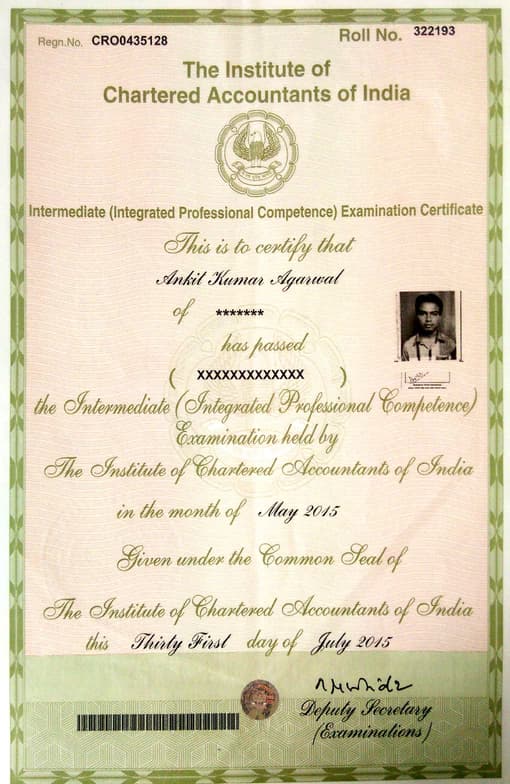 Regn.No. CRO0435128
Roll No. 322193
The Institute of
Chartered Accountants of India
Intermediate (Integrated Professional Competence) Examination Certificate
This is to certify that
Ankit Kumar Agarwal
of *******
has passed
( XXXXXXXXXXXXX )
the Intermediate (Integrated Professional Competence)
Examination held by
The Institute of Chartered Accountants of India
in the month of May 2015
Given under the Common Seal of
The Institute of Chartered Accountants of India
this Thirty First day of July 2015
Deputy Secretary
(Examinations)